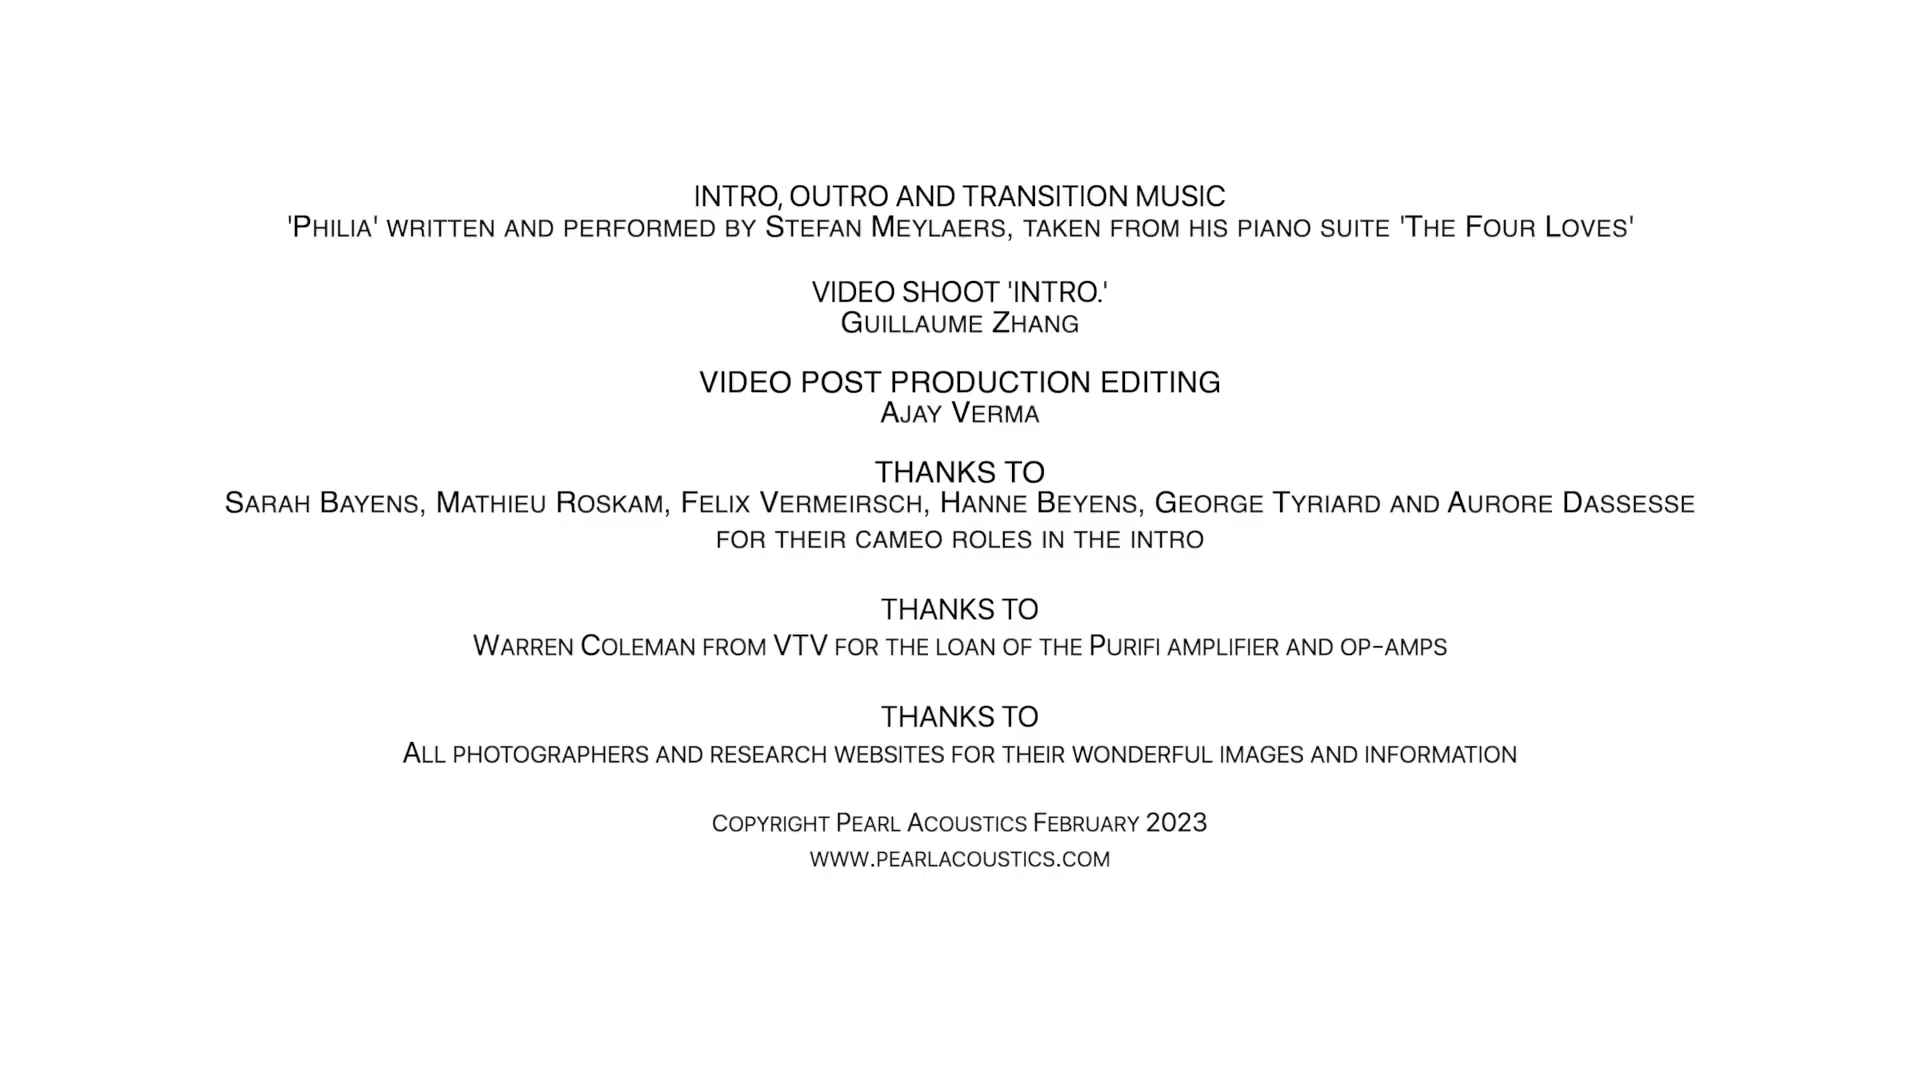 INTRO, OUTRO AND TRANSITION MUSIC
'Philia' written and performed by Stefan Meylaers, taken from his piano suite 'The Four Loves'
VIDEO SHOOT 'INTRO.'
Guillaume Zhang
VIDEO POST PRODUCTION EDITING
Ajay Verma
THANKS TO
Sarah Bayens, Mathieu Roskam, Felix Vermeirsch, Hanne Beyens, George Tyriard and Aurore Dassesse
for their cameo roles in the intro
THANKS TO
Warren Coleman from VTV for the loan of the Purifi amplifier and op-amps
THANKS TO
All photographers and research websites for their wonderful images and information
copyright Pearl Acoustics February 2023
www.pearlacoustics.com